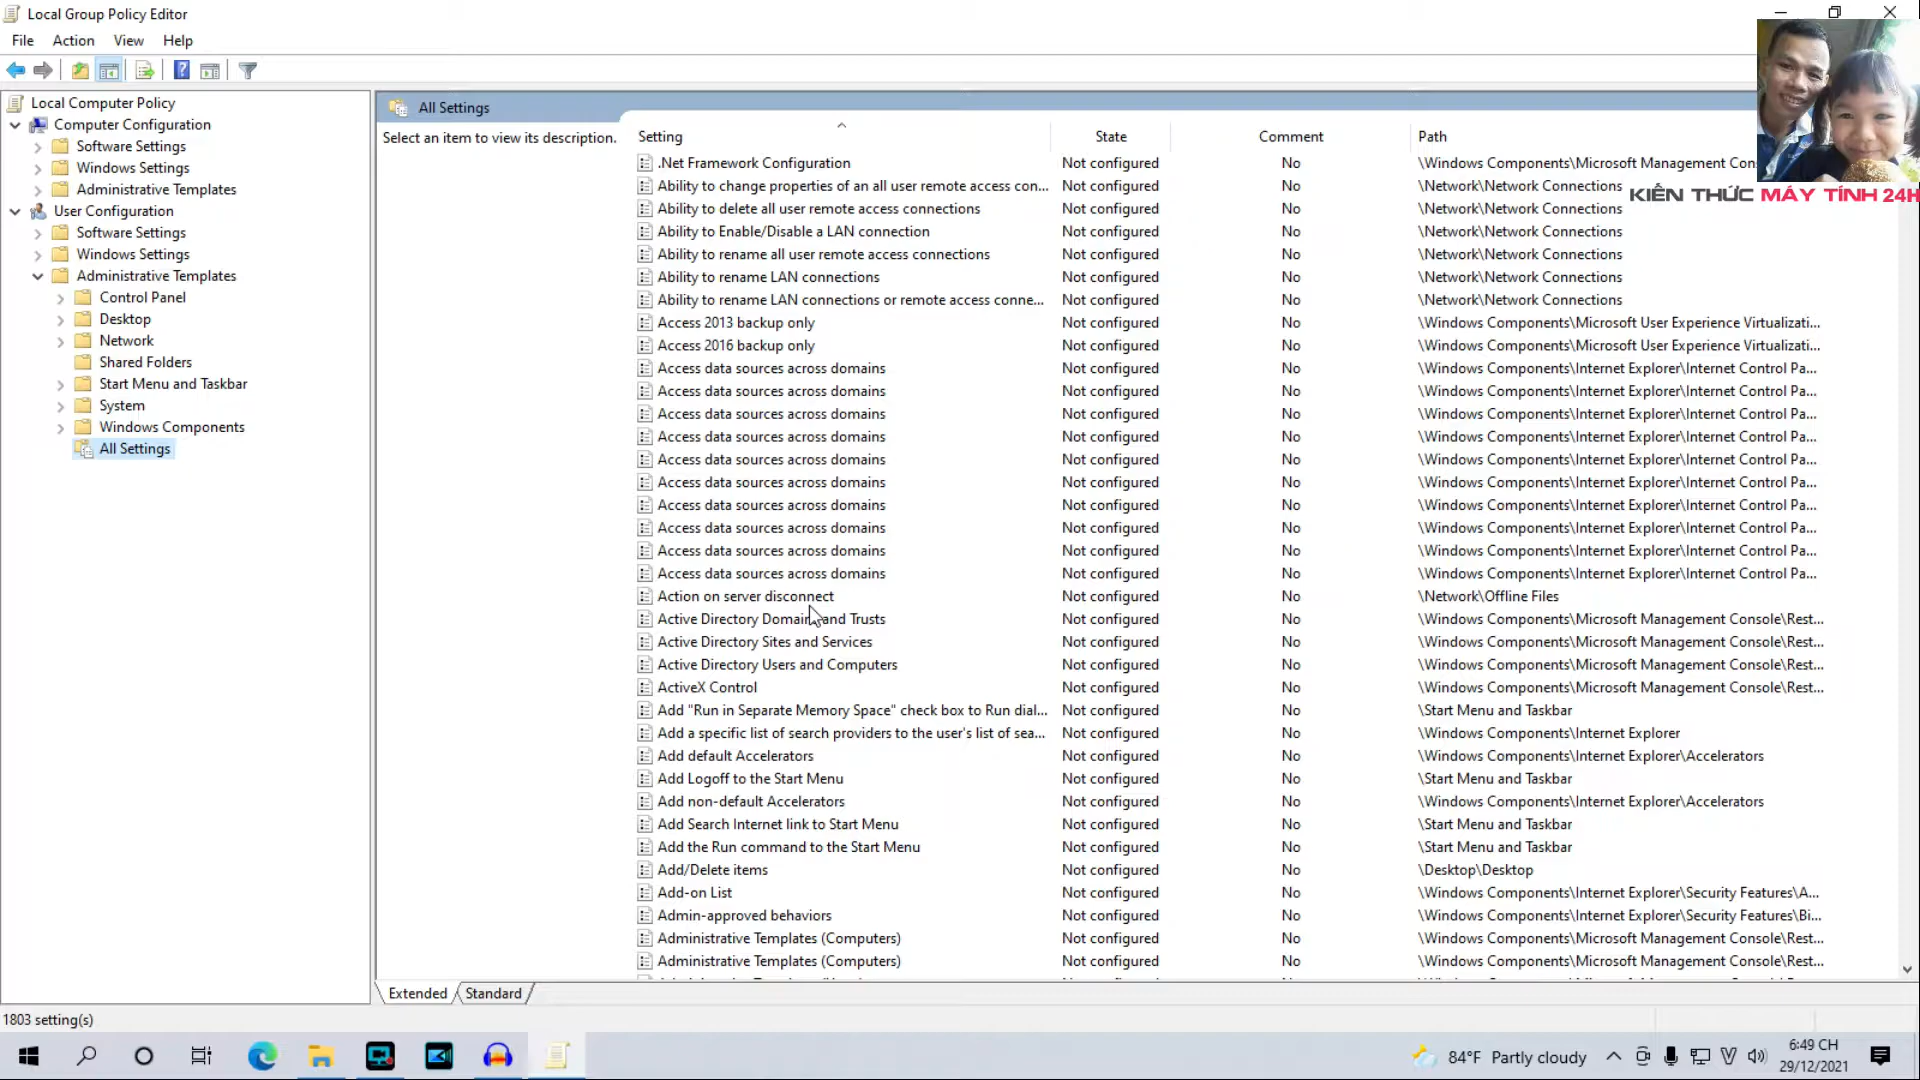 Local Group Policy Editor
File Action View Help
Local Computer Policy
Computer Configuration
Software Settings
Windows Settings
Administrative Templates
User Configuration
Software Settings
Windows Settings
Administrative Templates
Control Panel
Desktop
Network
Shared Folders
Start Menu and Taskbar
System
Windows Components
All Settings
All Settings
Select an item to view its description.
Setting State Comment Path
.Net Framework Configuration Not configured No \Windows Components\Microsoft Management Con
Ability to change properties of an all user remote access con... Not configured No \Network\Network Connections
Ability to delete all user remote access connections Not configured No \Network\Network Connections
Ability to Enable/Disable a LAN connection Not configured No \Network\Network Connections
Ability to rename all user remote access connections Not configured No \Network\Network Connections
Ability to rename LAN connections Not configured No \Network\Network Connections
Ability to rename LAN connections or remote access conne... Not configured No \Network\Network Connections
Access 2013 backup only Not configured No \Windows Components\Microsoft User Experience Virtualizati...
Access 2016 backup only Not configured No \Windows Components\Microsoft User Experience Virtualizati...
Access data sources across domains Not configured No \Windows Components\Internet Explorer\Internet Control Pa...
Access data sources across domains Not configured No \Windows Components\Internet Explorer\Internet Control Pa...
Access data sources across domains Not configured No \Windows Components\Internet Explorer\Internet Control Pa...
Access data sources across domains Not configured No \Windows Components\Internet Explorer\Internet Control Pa...
Access data sources across domains Not configured No \Windows Components\Internet Explorer\Internet Control Pa...
Access data sources across domains Not configured No \Windows Components\Internet Explorer\Internet Control Pa...
Access data sources across domains Not configured No \Windows Components\Internet Explorer\Internet Control Pa...
Access data sources across domains Not configured No \Windows Components\Internet Explorer\Internet Control Pa...
Access data sources across domains Not configured No \Windows Components\Internet Explorer\Internet Control Pa...
Access data sources across domains Not configured No \Windows Components\Internet Explorer\Internet Control Pa...
Action on server disconnect Not configured No \Network\Offline Files
Active Directory Domains and Trusts Not configured No \Windows Components\Microsoft Management Console\Rest...
Active Directory Sites and Services Not configured No \Windows Components\Microsoft Management Console\Rest...
Active Directory Users and Computers Not configured No \Windows Components\Microsoft Management Console\Rest...
ActiveX Control Not configured No \Windows Components\Microsoft Management Console\Rest...
Add "Run in Separate Memory Space" check box to Run dial... Not configured No \Start Menu and Taskbar
Add a specific list of search providers to the user's list of sea... Not configured No \Windows Components\Internet Explorer
Add default Accelerators Not configured No \Windows Components\Internet Explorer\Accelerators
Add Logoff to the Start Menu Not configured No \Start Menu and Taskbar
Add non-default Accelerators Not configured No \Windows Components\Internet Explorer\Accelerators
Add Search Internet link to Start Menu Not configured No \Start Menu and Taskbar
Add the Run command to the Start Menu Not configured No \Start Menu and Taskbar
Add/Delete items Not configured No \Desktop\Desktop
Add-on List Not configured No \Windows Components\Internet Explorer\Security Features\A...
Admin-approved behaviors Not configured No \Windows Components\Internet Explorer\Security Features\Bi...
Administrative Templates (Computers) Not configured No \Windows Components\Microsoft Management Console\Rest...
Administrative Templates (Computers) Not configured No \Windows Components\Microsoft Management Console\Rest...
KIẾN THỨC MÁY TÍNH 24H
Extended Standard
1803 setting(s)
84°F Partly cloudy
6:49 CH
29/12/2021